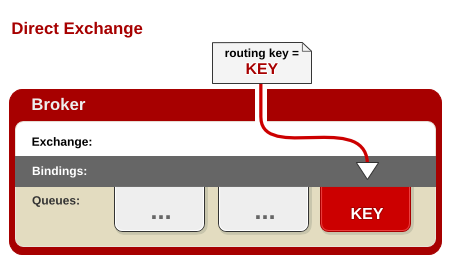 Direct Exchange
routing key =
KEY
Broker
Exchange:
Bindings:
Queues:
...
...
KEY